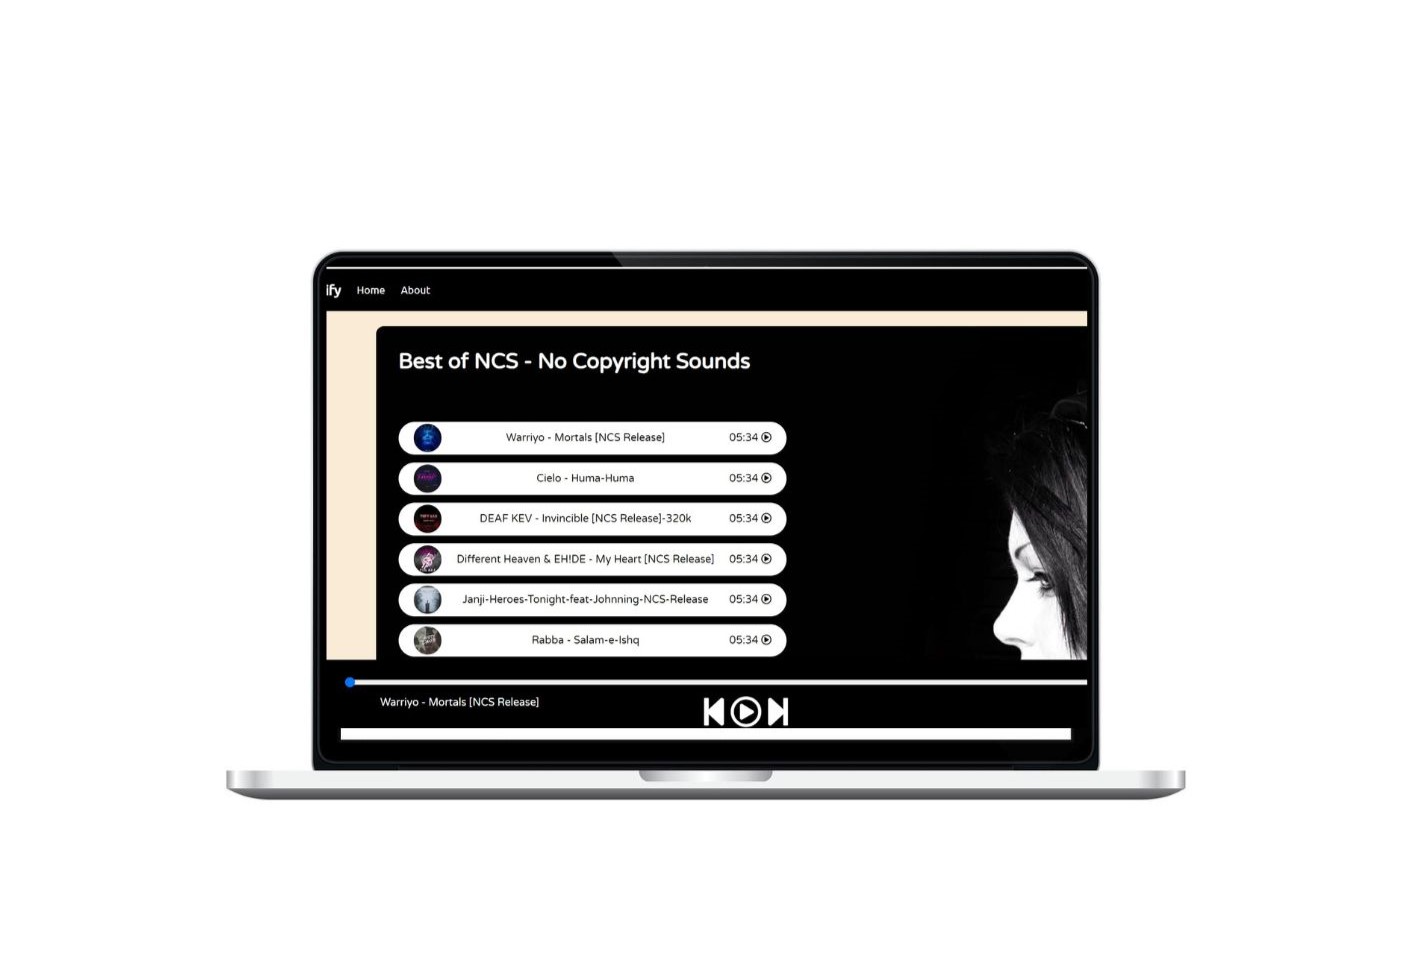 ify Home About
Best of NCS - No Copyright Sounds
Warriyo - Mortals [NCS Release] 05:34
Cielo - Huma-Huma 05:34
DEAF KEV - Invincible [NCS Release]-320k 05:34
Different Heaven & EH!DE - My Heart [NCS Release] 05:34
Janji-Heroes-Tonight-feat-Johnning-NCS-Release 05:34
Rabba - Salam-e-Ishq 05:34
Warriyo - Mortals [NCS Release]